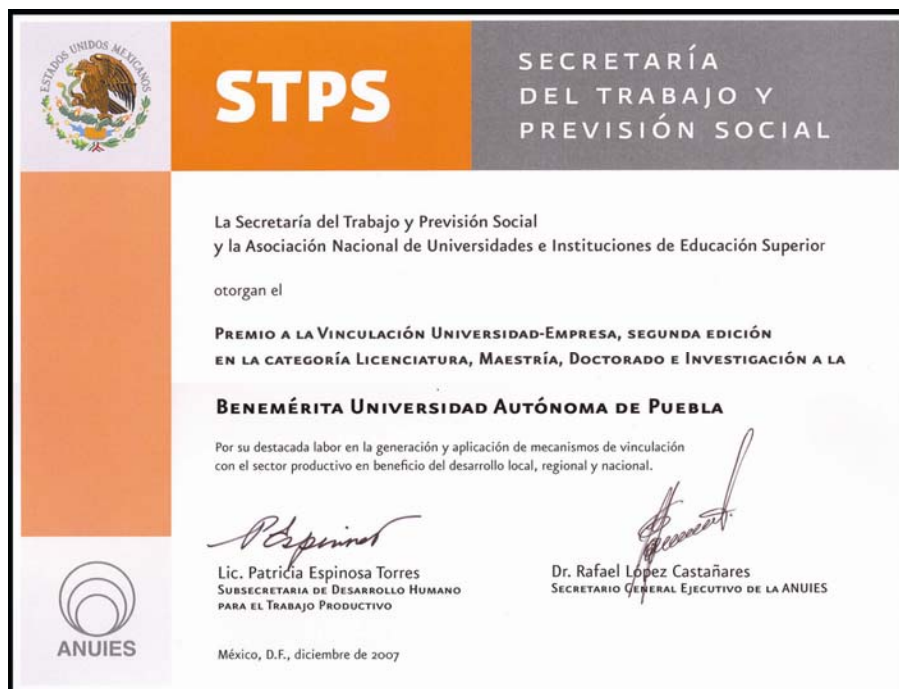 ESTADOS UNIDOS MEXICANOS
STPS
SECRETARÍA
DEL TRABAJO Y
PREVISIÓN SOCIAL
La Secretaría del Trabajo y Previsión Social
y la Asociación Nacional de Universidades e Instituciones de Educación Superior
otorgan el
PREMIO A LA VINCULACIÓN UNIVERSIDAD-EMPRESA, SEGUNDA EDICIÓN
EN LA CATEGORÍA LICENCIATURA, MAESTRÍA, DOCTORADO E INVESTIGACIÓN A LA
BENEMÉRITA UNIVERSIDAD AUTÓNOMA DE PUEBLA
Por su destacada labor en la generación y aplicación de mecanismos de vinculación
con el sector productivo en beneficio del desarrollo local, regional y nacional.
P Espinosa
Lic. Patricia Espinosa Torres
SUBSECRETARIA DE DESARROLLO HUMANO
PARA EL TRABAJO PRODUCTIVO
Dr. Rafael López Castañares
SECRETARIO GENERAL EJECUTIVO DE LA ANUIES
ANUIES
México, D.F., diciembre de 2007